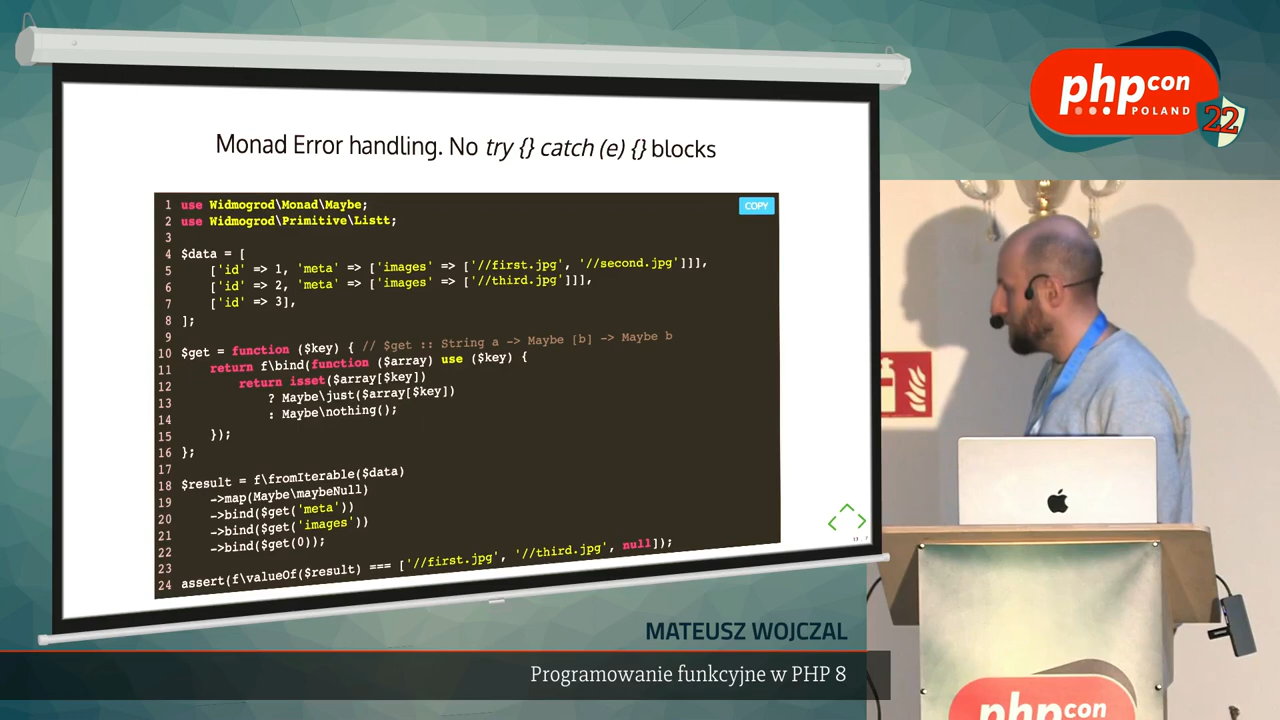 Monad Error handling. No try {} catch (e) {} blocks
COPY
1 use Widmogrod\Monad\Maybe;
2 use Widmogrod\Primitive\Listt;
3
4 $data = [
5 ['id' => 1, 'meta' => ['images' => ['//first.jpg', '//second.jpg']]],
6 ['id' => 2, 'meta' => ['images' => ['//third.jpg']]],
7 ['id' => 3],
8 ];
9
10 $get = function ($key) { // $get :: String a -> Maybe [b] -> Maybe b
11 return f\bind(function ($array) use ($key) {
12 return isset($array[$key])
13 ? Maybe\just($array[$key])
14 : Maybe\nothing();
15 });
16 };
17
18 $result = f\fromIterable($data)
19 ->map(Maybe\maybeNull)
20 ->bind($get('meta'))
21 ->bind($get('images'))
22 ->bind($get(0));
23
24 assert(f\valueOf($result) === ['//first.jpg', '//third.jpg', null]);
phpcon
POLAND
22
MATEUSZ WOJCZAL
Programowanie funkcyjne w PHP 8
phpcon